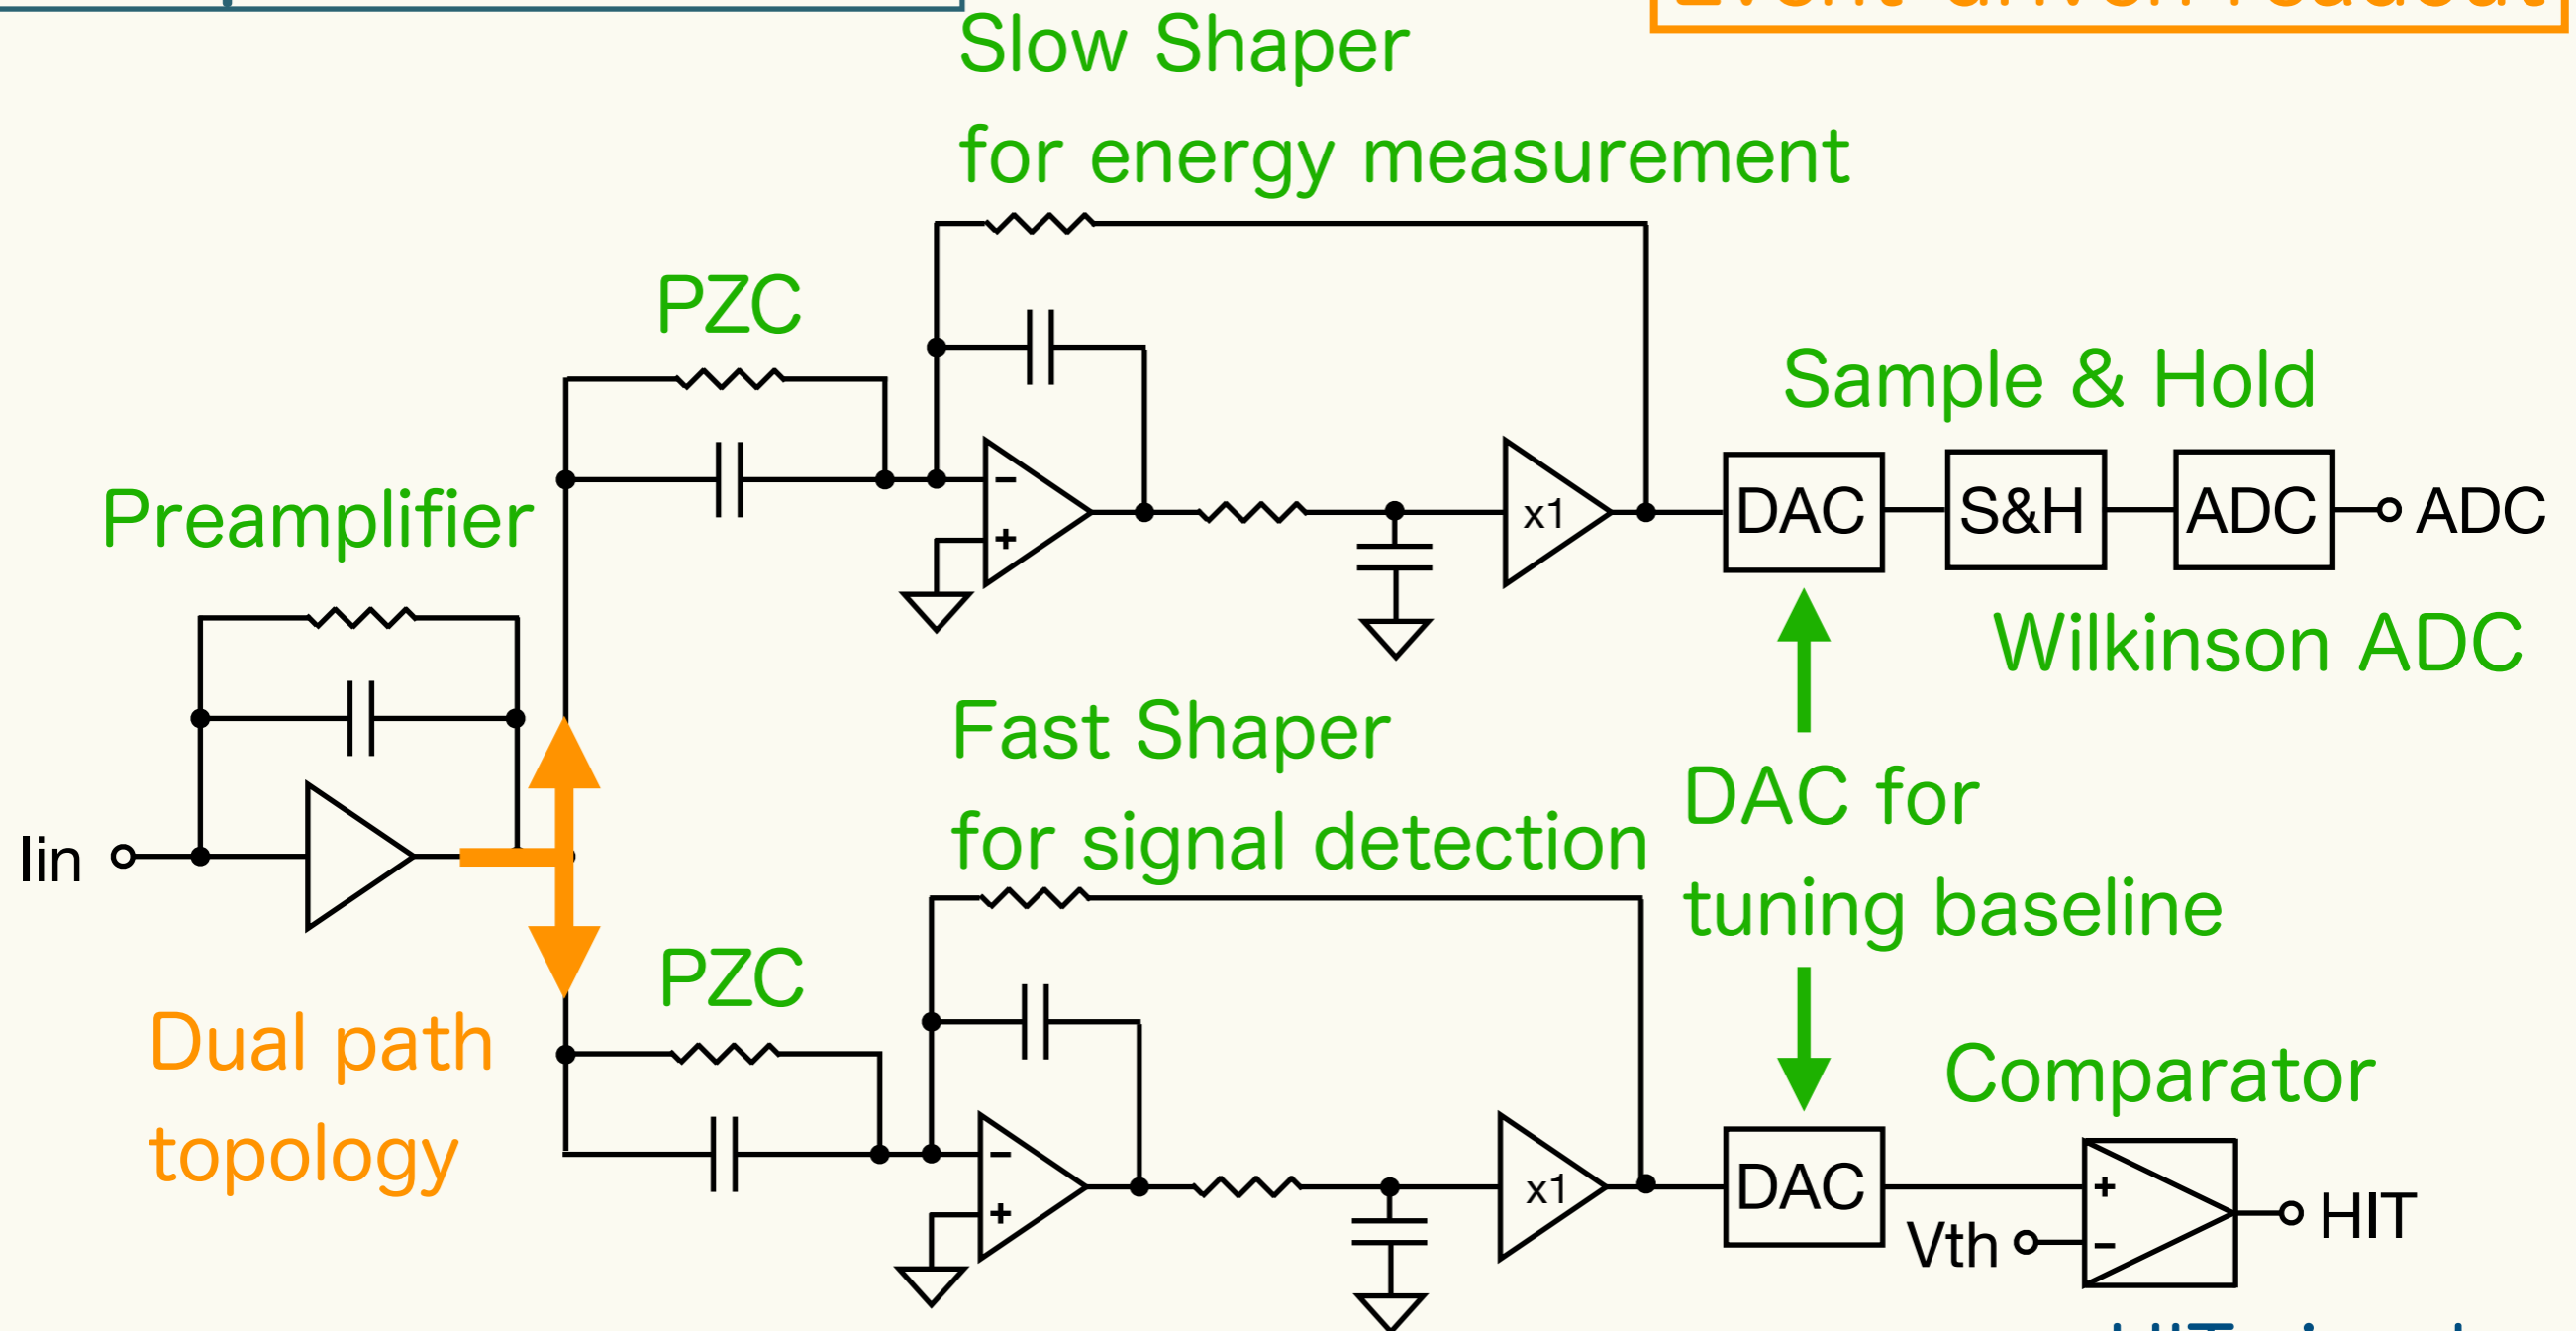 Slow Shaper
for energy measurement
PZC
Sample & Hold
Preamplifier
−
+
x1
DAC
S&H
ADC
ADC
Wilkinson ADC
Fast Shaper
for signal detection
DAC for
tuning baseline
Iin
PZC
Dual path
topology
Comparator
−
+
x1
DAC
+
−
Vth
HIT